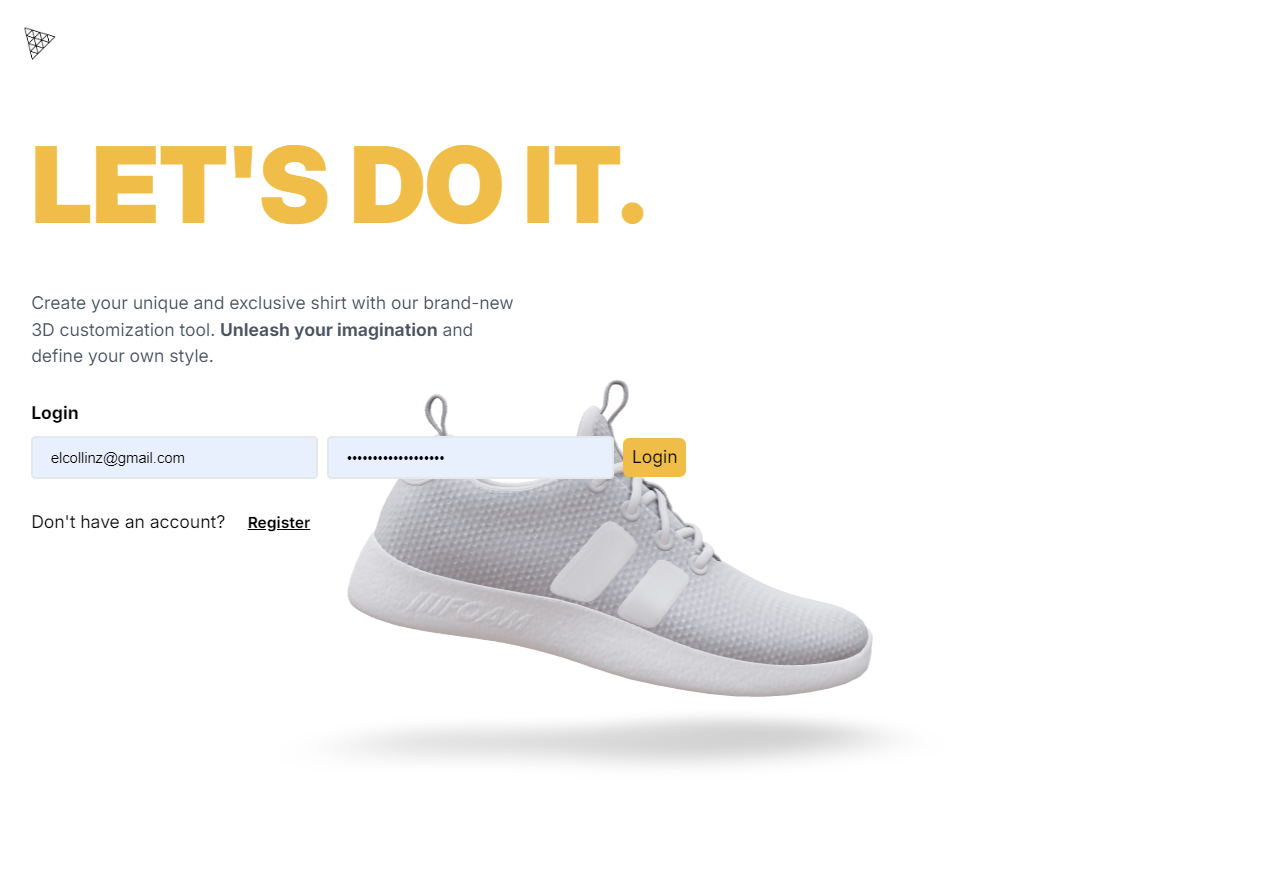 LET'S DO IT.
Create your unique and exclusive shirt with our brand-new
3D customization tool. Unleash your imagination and
define your own style.
Login
elcollinz@gmail.com
•••••••••••••••••••
Login
Don't have an account? Register
FOAM